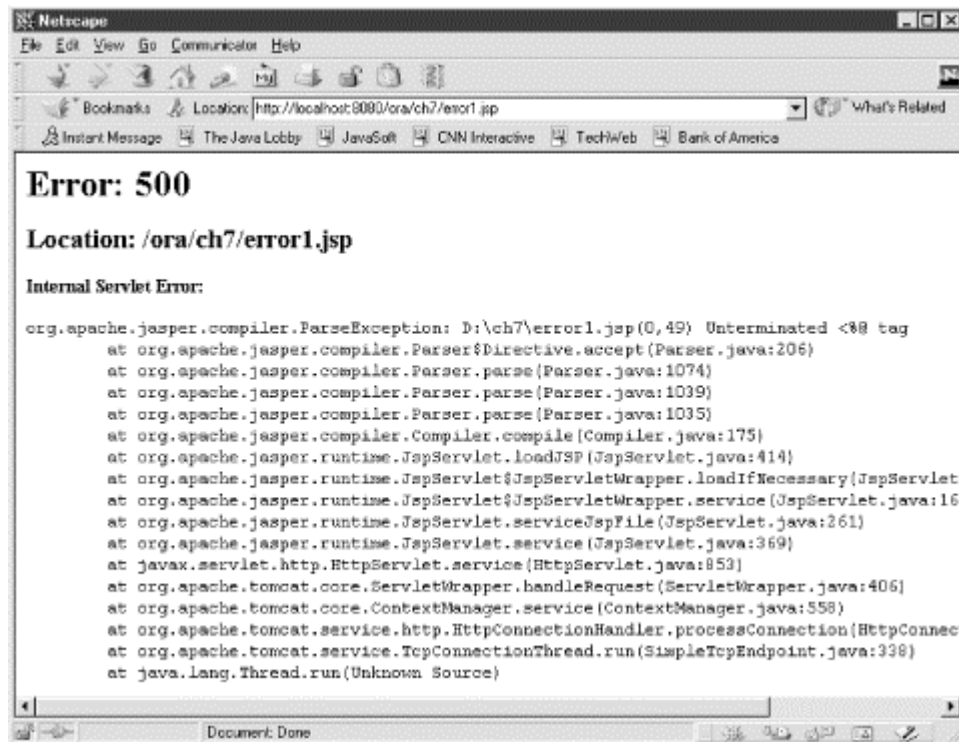 Netscape
File Edit View Go Communicator Help
My
N
Bookmarks Location: http://localhost:8080/ora/ch7/error1.jsp What's Related
Instant Message The Java Lobby JavaSoft CNN Interactive TechWeb Bank of America
Error: 500
Location: /ora/ch7/error1.jsp
Internal Servlet Error:
org.apache.jasper.compiler.ParseException: D:\ch7\error1.jsp(0,49) Unterminated <%@ tag
at org.apache.jasper.compiler.Parser$Directive.accept(Parser.java:206)
at org.apache.jasper.compiler.Parser.parse(Parser.java:1074)
at org.apache.jasper.compiler.Parser.parse(Parser.java:1039)
at org.apache.jasper.compiler.Parser.parse(Parser.java:1035)
at org.apache.jasper.compiler.Compiler.compile(Compiler.java:175)
at org.apache.jasper.runtime.JspServlet.loadJSP(JspServlet.java:414)
at org.apache.jasper.runtime.JspServlet$JspServletWrapper.loadIfNecessary(JspServlet
at org.apache.jasper.runtime.JspServlet$JspServletWrapper.service(JspServlet.java:16
at org.apache.jasper.runtime.JspServlet.serviceJspFile(JspServlet.java:261)
at org.apache.jasper.runtime.JspServlet.service(JspServlet.java:369)
at javax.servlet.http.HttpServlet.service(HttpServlet.java:853)
at org.apache.tomcat.core.ServletWrapper.handleRequest(ServletWrapper.java:406)
at org.apache.tomcat.core.ContextManager.service(ContextManager.java:558)
at org.apache.tomcat.service.http.HttpConnectionHandler.processConnection(HttpConnec
at org.apache.tomcat.service.TcpConnectionThread.run(SimpleTcpEndpoint.java:338)
at java.lang.Thread.run(Unknown Source)
Document: Done